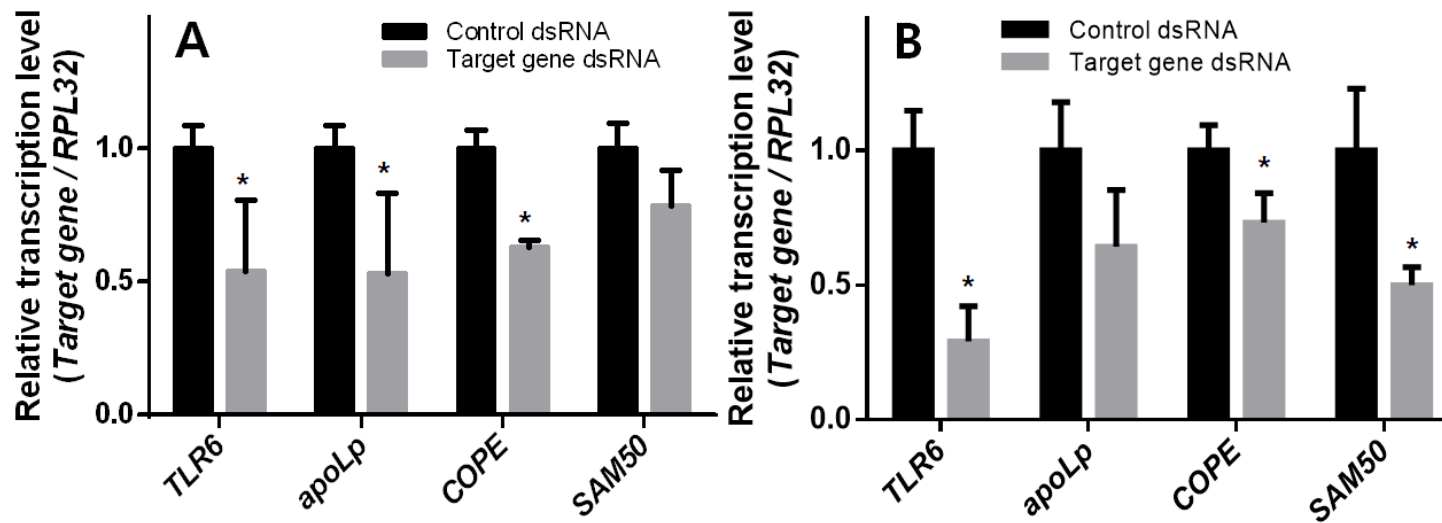 A
Control dsRNA
Target gene dsRNA
Relative transcription level
(Target gene / RPL32)
1.0
*
*
*
0.5
0.0
TLR6
apoLp
COPE
SAM50
B
Control dsRNA
Target gene dsRNA
Relative transcription level
(Target gene / RPL32)
1.0
*
*
0.5
*
0.0
TLR6
apoLp
COPE
SAM50